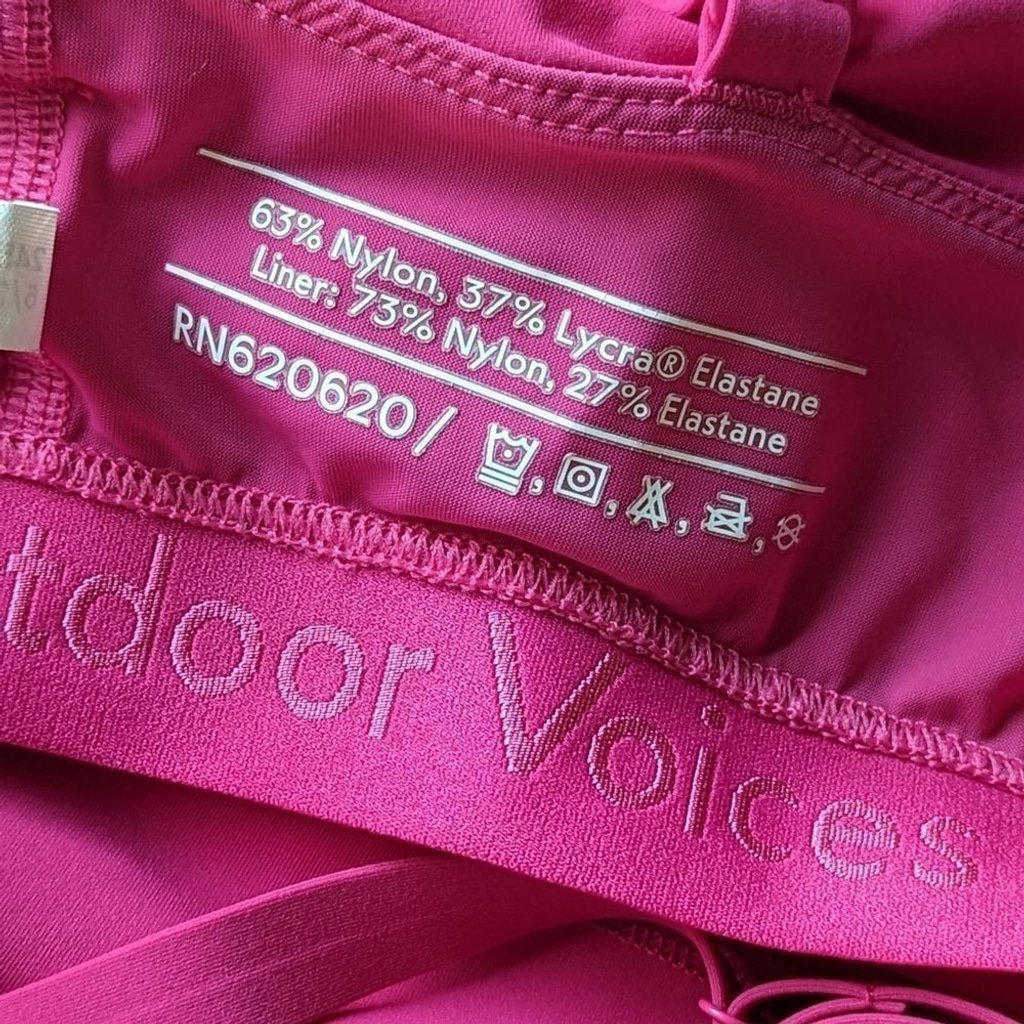 63% Nylon, 37% Lycra® Elastane
Liner: 73% Nylon, 27% Elastane
RN620620/
tdoor Voices